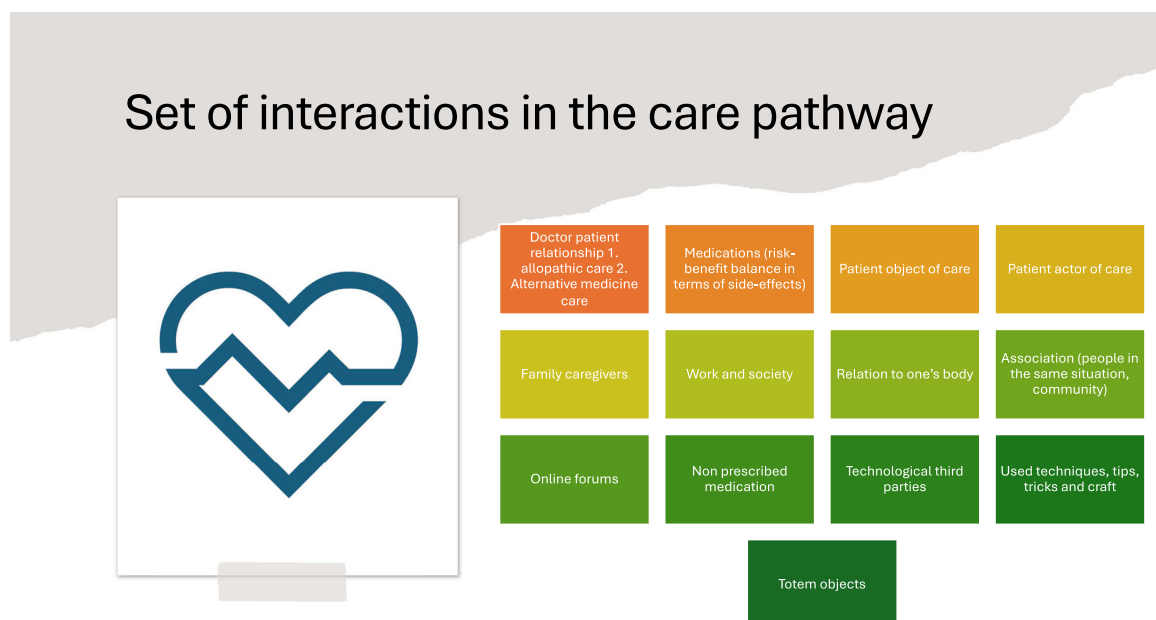 Set of interactions in the care pathway
Doctor patient
relationship 1.
allopathic care 2.
Alternative medicine
care
Medications (risk-
benefit balance in
terms of side-effects)
Patient object of care
Patient actor of care
Family caregivers
Work and society
Relation to one's body
Association (people in
the same situation,
community)
Online forums
Non prescribed
medication
Technological third
parties
Used techniques, tips,
tricks and craft
Totem objects